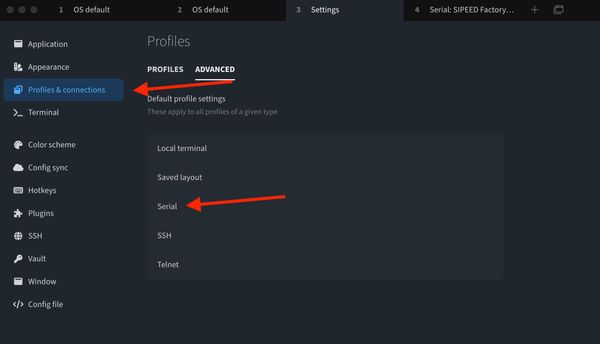 1 OS default 2 OS default 3 Settings 4 Serial: SIPEED Factory…
Application
Appearance
Profiles & connections
Terminal
Color scheme
Config sync
Hotkeys
Plugins
SSH
Vault
Window
Config file
Profiles
PROFILES ADVANCED
Default profile settings
These apply to all profiles of a given type
Local terminal
Saved layout
Serial
SSH
Telnet